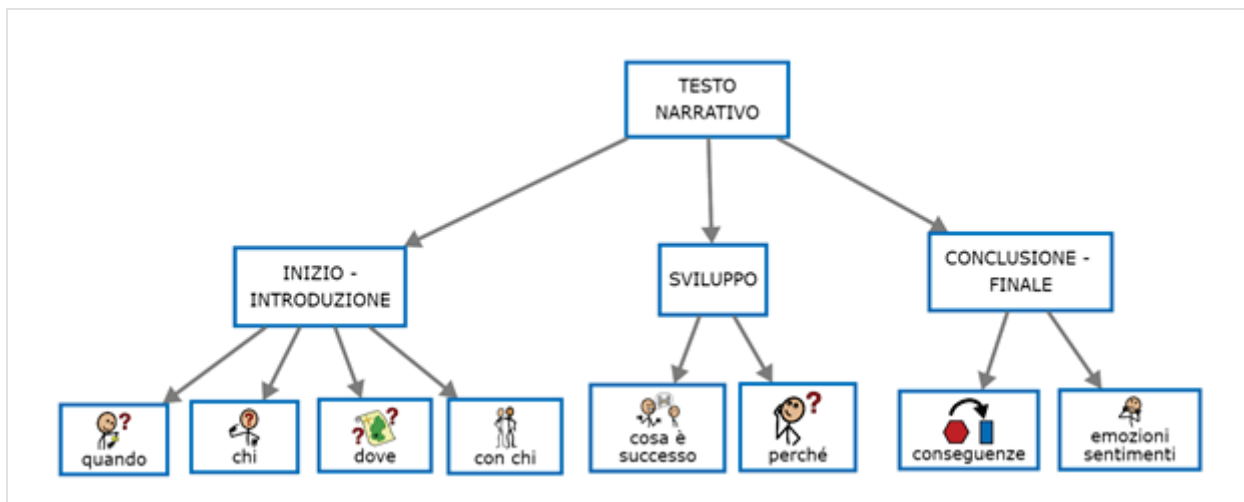 TESTO
NARRATIVO
INIZIO -
INTRODUZIONE
SVILUPPO
CONCLUSIONE -
FINALE
?
quando
?
chi
? ?
dove
con chi
cosa è
successo
?
perché
conseguenze
emozioni
sentimenti